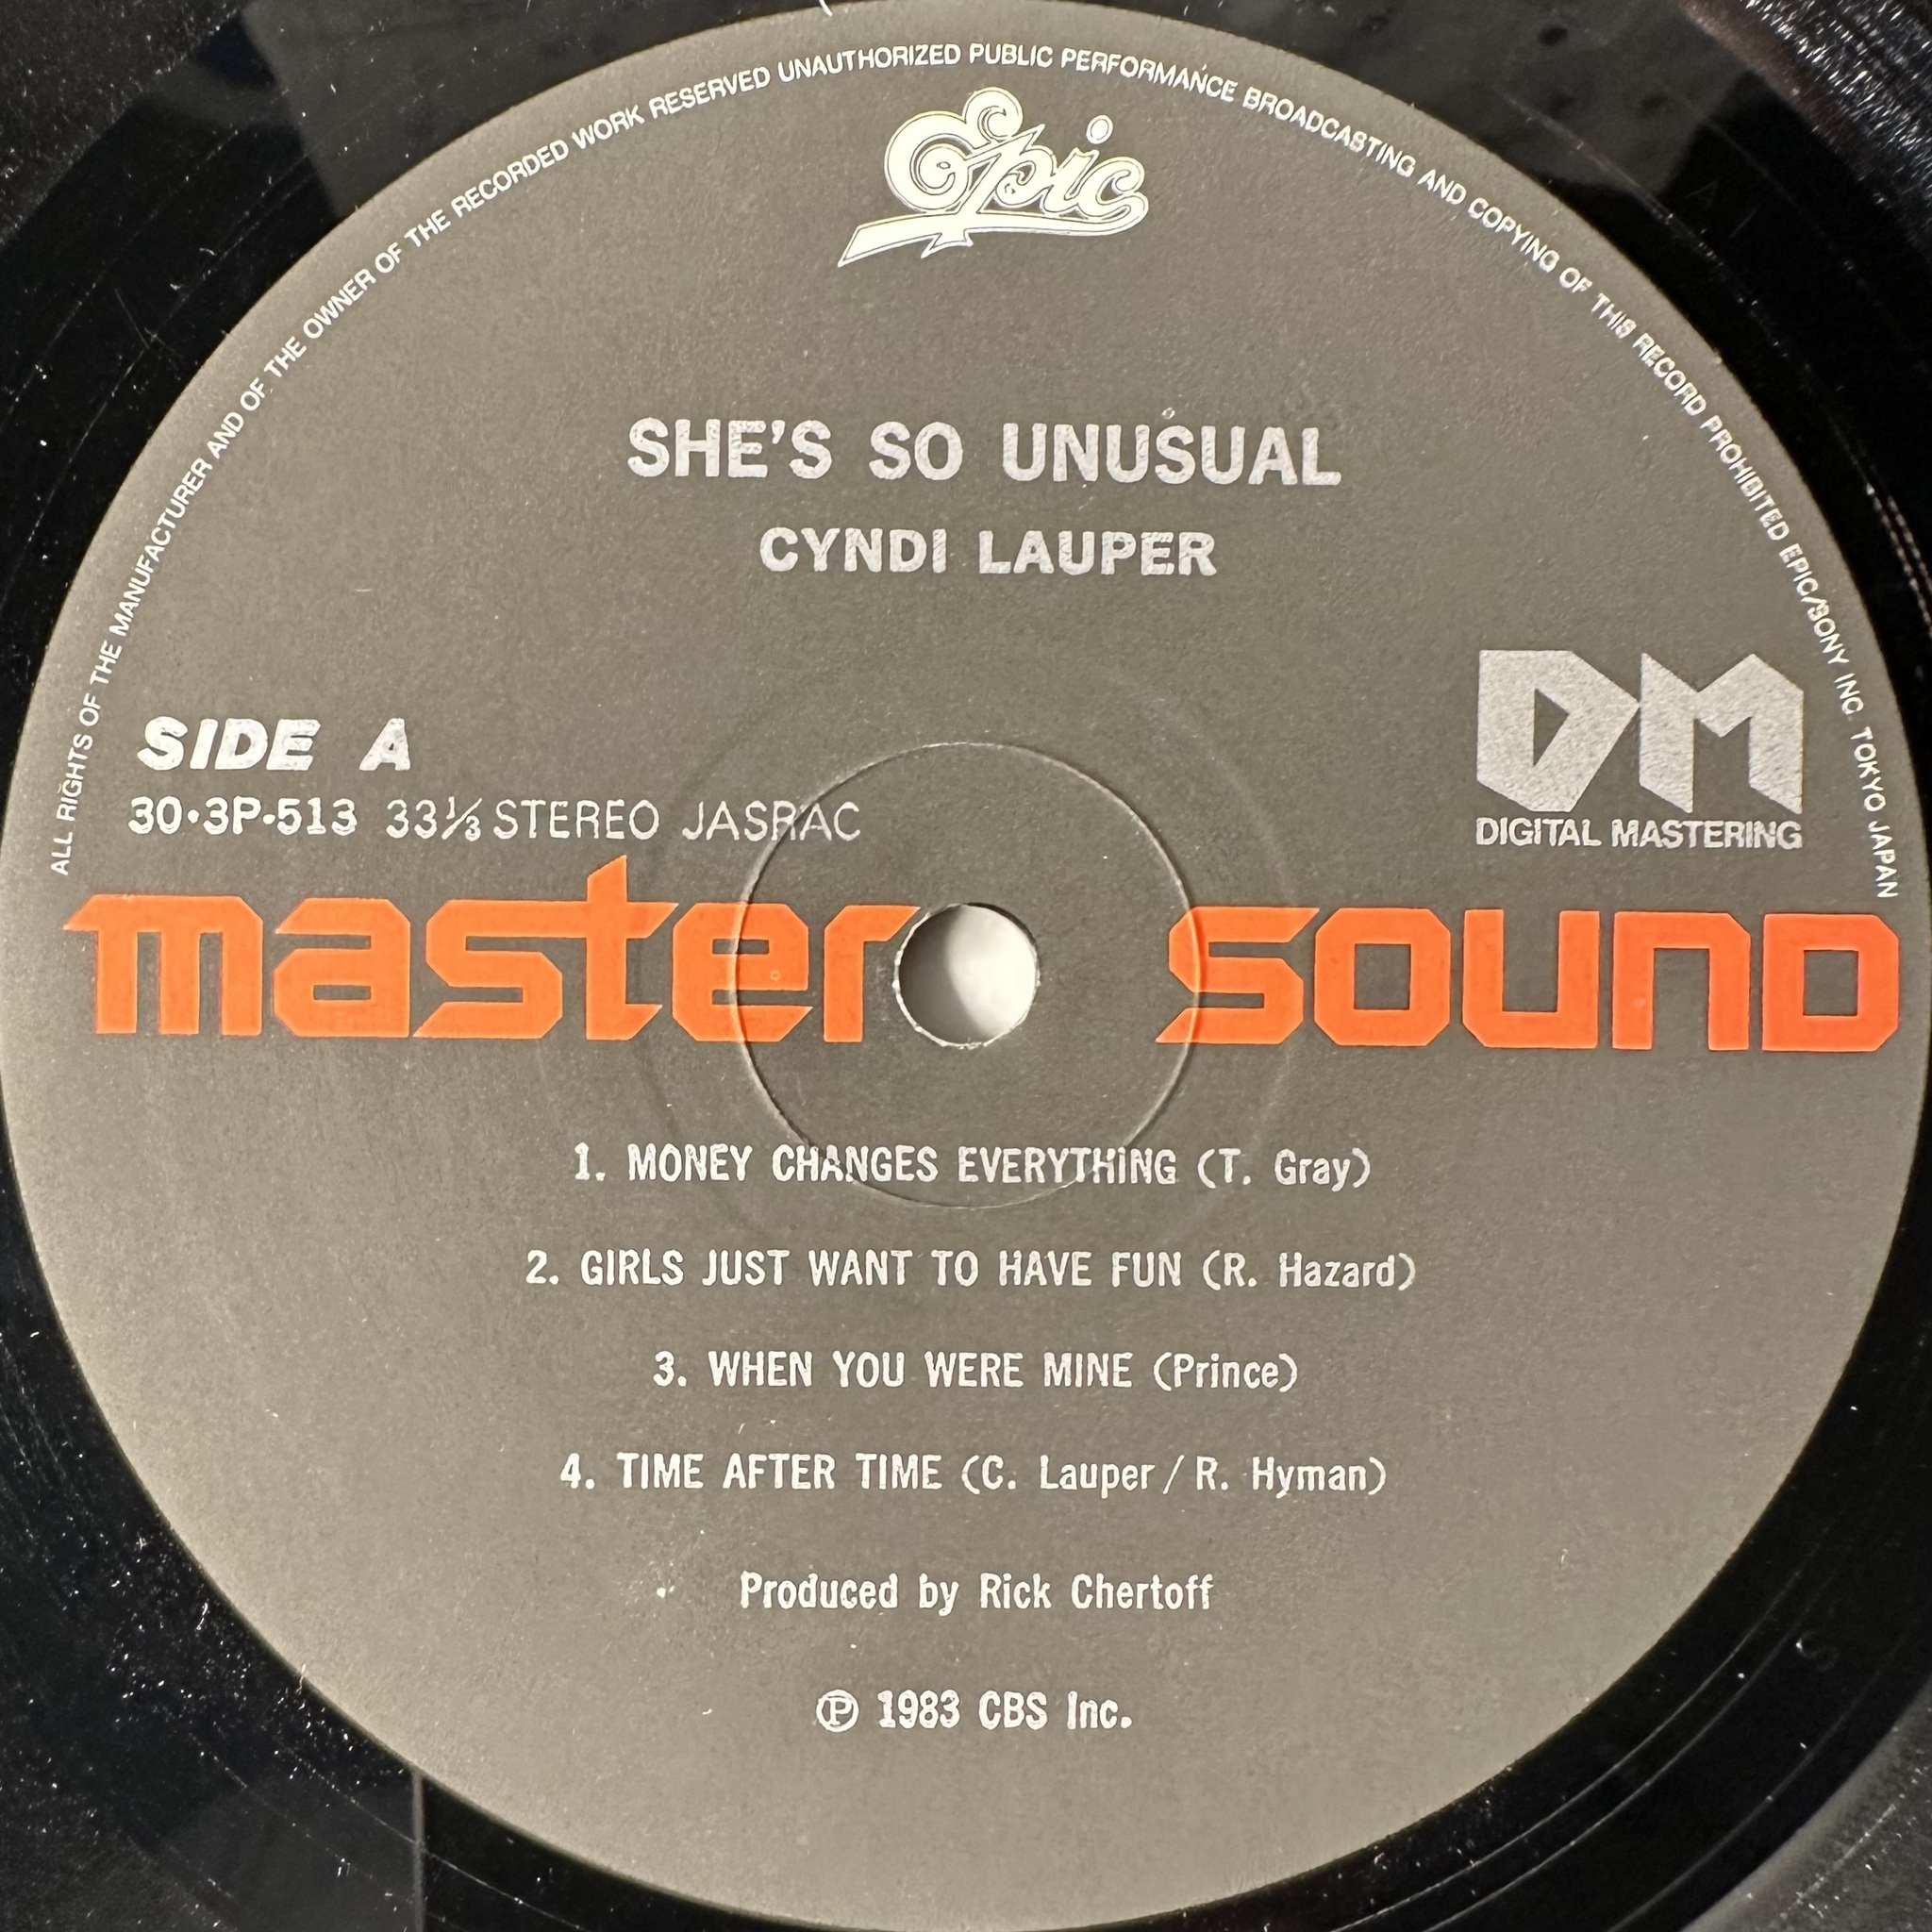 ALL RIGHTS OF THE MANUFACTURER AND OF THE OWNER OF THE RECORDED WORK RESERVED UNAUTHORIZED PUBLIC PERFORMANCE BROADCASTING AND COPYING OF THIS RECORD PROHIBITED EPIC/SONY INC. TOKYO JAPAN
Epic
SHE'S SO UNUSUAL
CYNDI LAUPER
DM
DIGITAL MASTERING
SIDE A
30·3P-513 33⅓ STEREO JASRAC
master sound
1. MONEY CHANGES EVERYTHING (T. Gray)
2. GIRLS JUST WANT TO HAVE FUN (R. Hazard)
3. WHEN YOU WERE MINE (Prince)
4. TIME AFTER TIME (C. Lauper / R. Hyman)
Produced by Rick Chertoff
℗ 1983 CBS Inc.